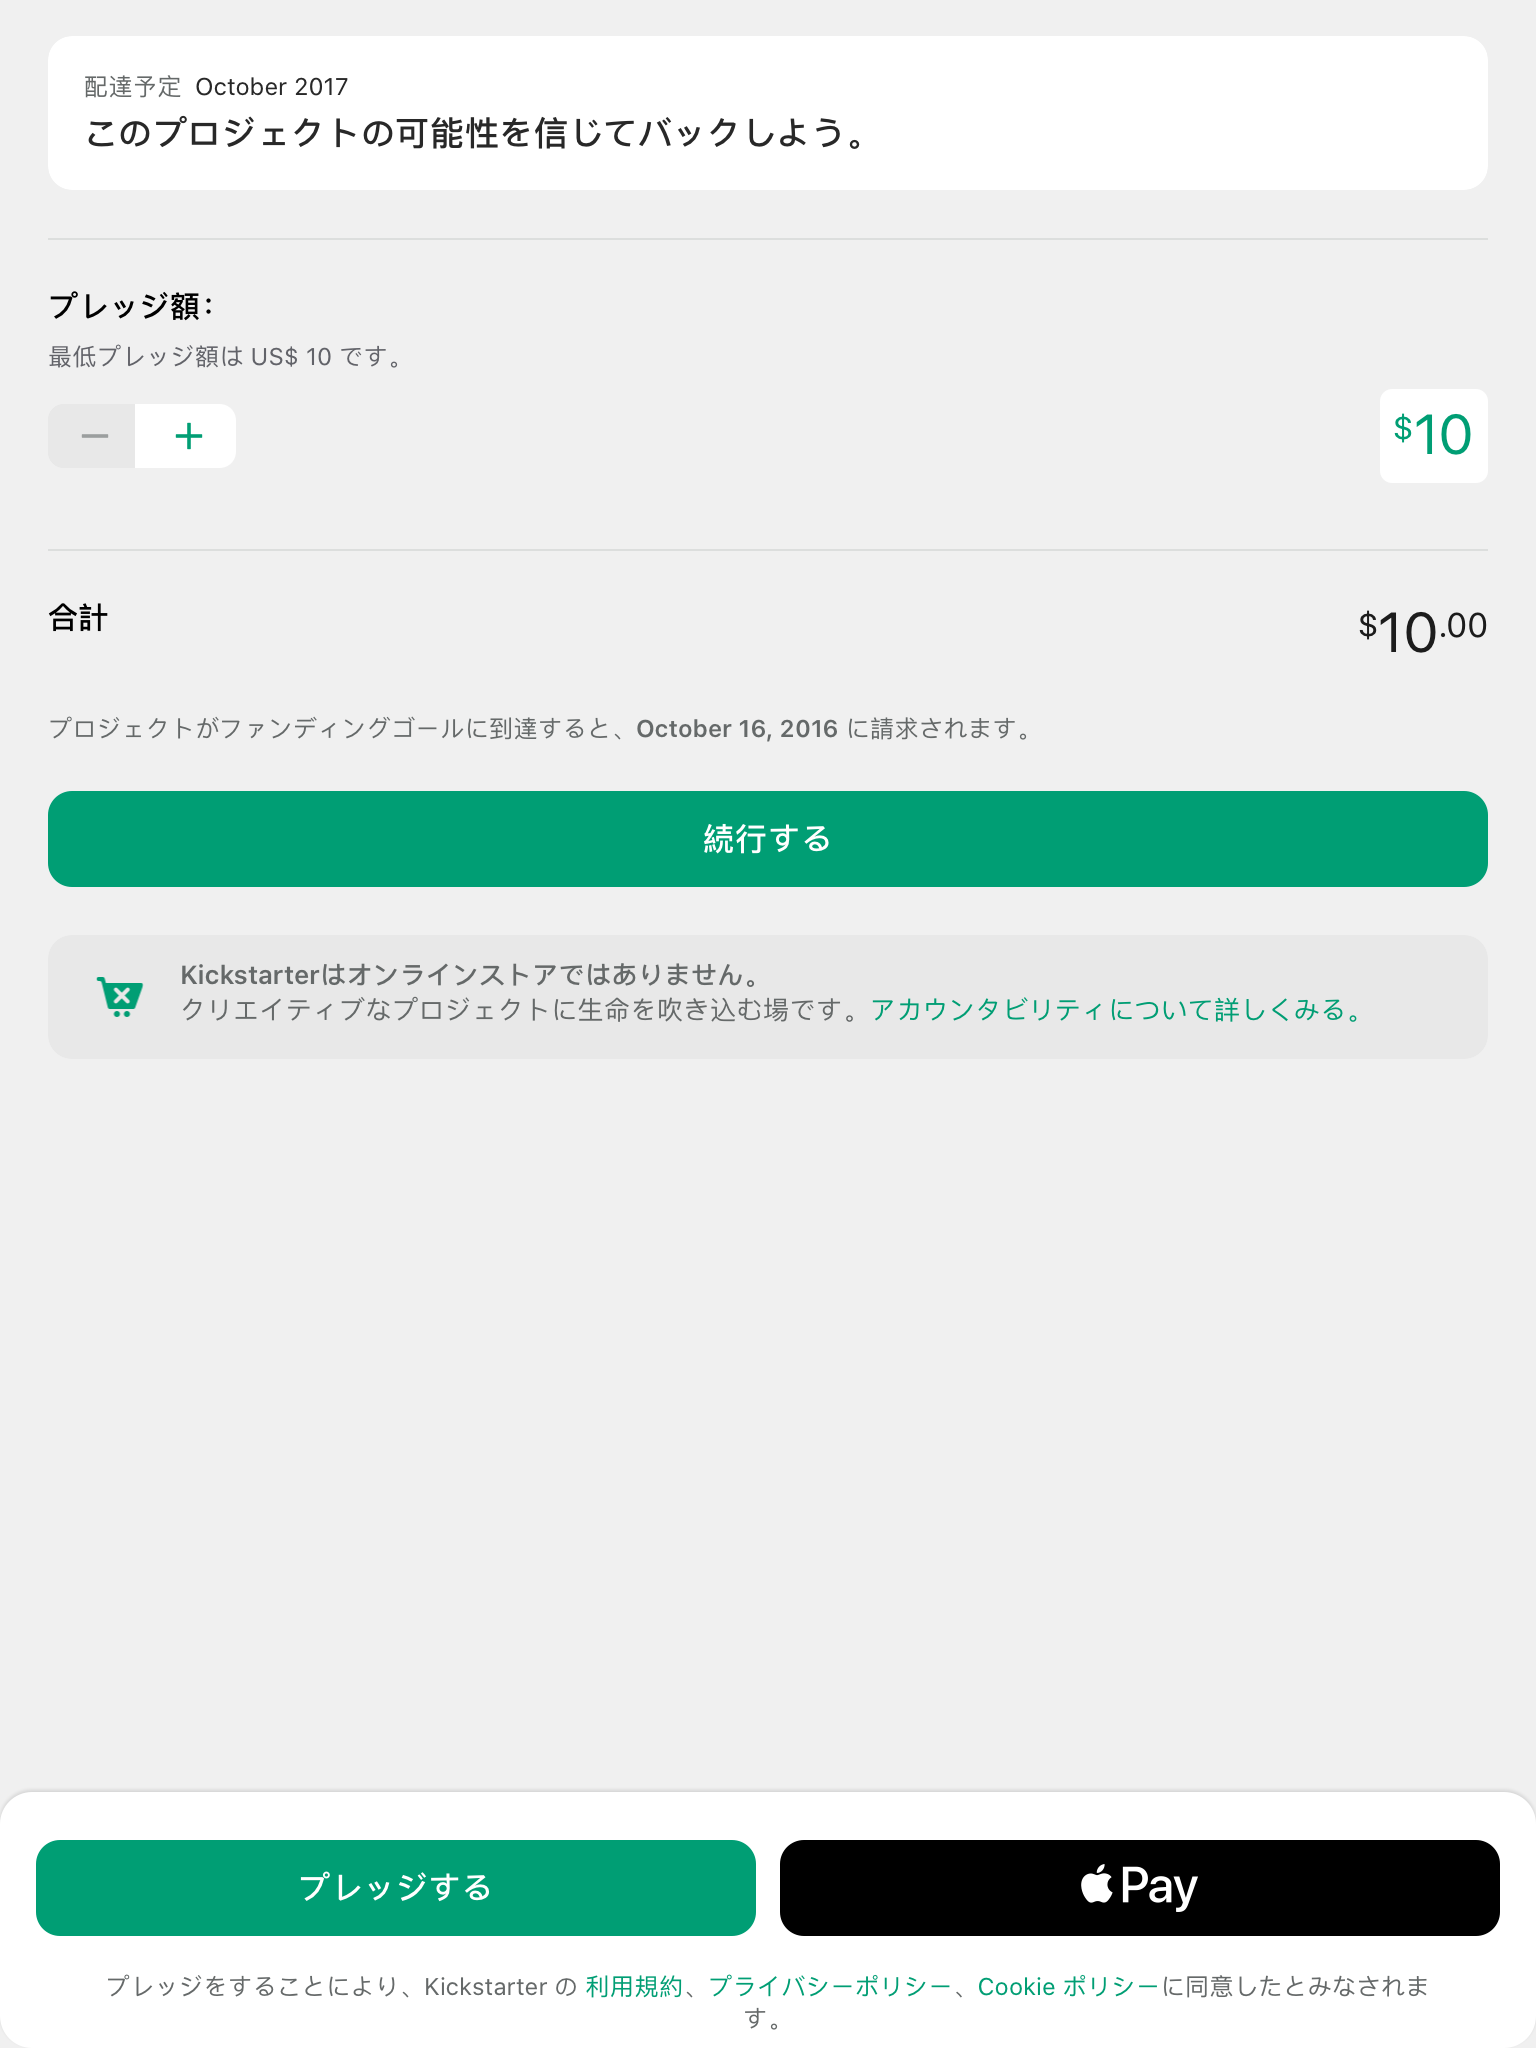 配達予定 October 2017
このプロジェクトの可能性を信じてバックしよう。
プレッジ額：
最低プレッジ額は US$ 10 です。
$10
合計
$10.00
プロジェクトがファンディングゴールに到達すると、October 16, 2016 に請求されます。
続行する
Kickstarterはオンラインストアではありません。
クリエイティブなプロジェクトに生命を吹き込む場です。アカウンタビリティについて詳しくみる。
プレッジする
Pay
プレッジをすることにより、Kickstarter の 利用規約、プライバシーポリシー、Cookie ポリシーに同意したとみなされま
す。